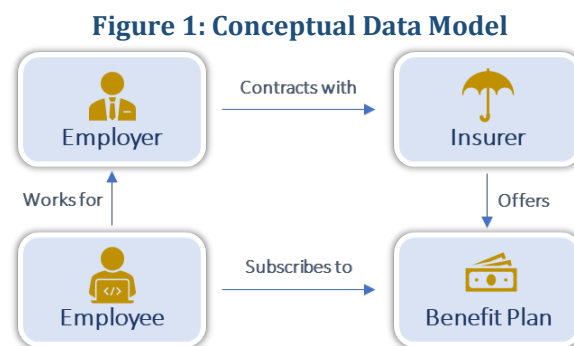 Figure 1: Conceptual Data Model
Contracts with
Employer
Insurer
Works for
Offers
Subscribes to
</>
Employee
Benefit Plan